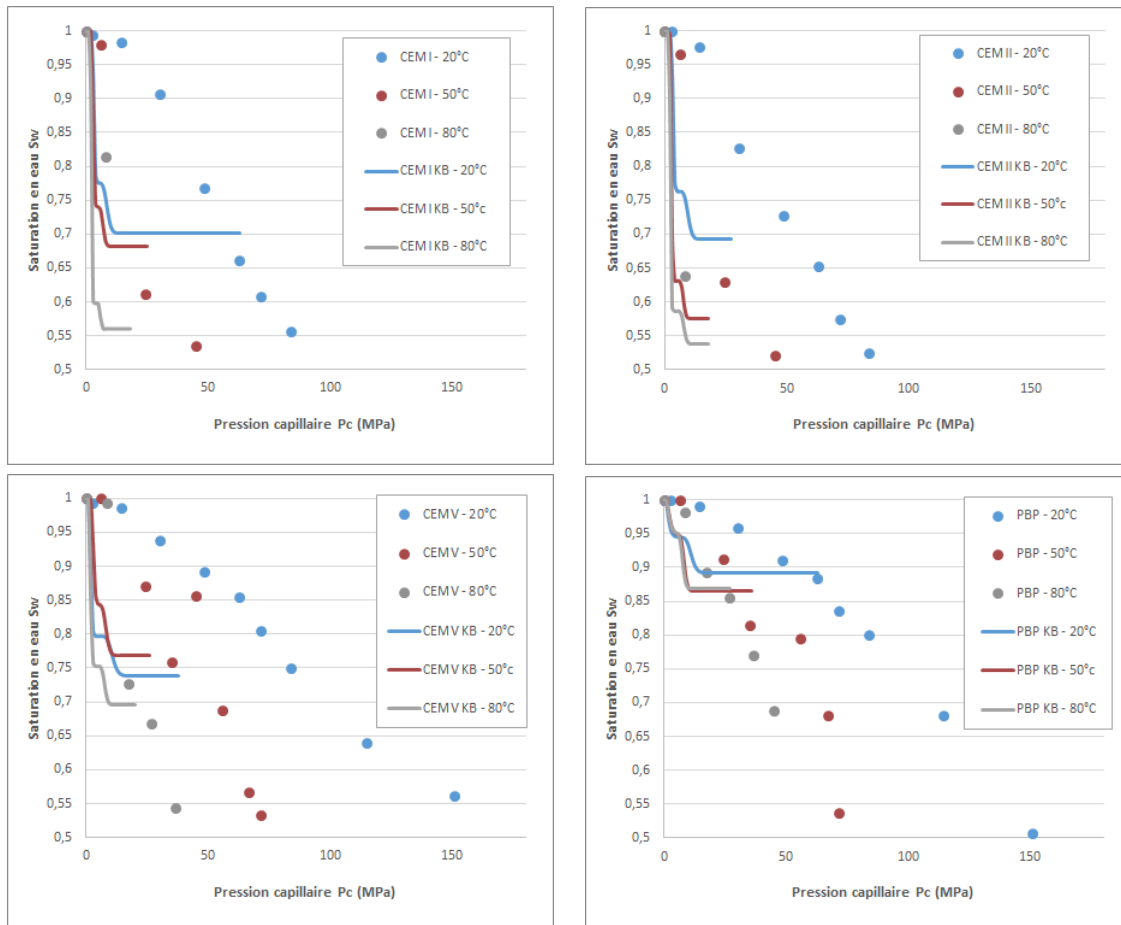 1
0,95
0,9
0,85
0,8
0,75
0,7
0,65
0,6
0,55
0,5
Saturation en eau Sw
0 50 100 150
Pression capillaire Pc (MPa)
CEM I - 20°C
CEM I - 50°C
CEM I - 80°C
CEM I KB - 20°C
CEM I KB - 50°c
CEM I KB - 80°C
1
0,95
0,9
0,85
0,8
0,75
0,7
0,65
0,6
0,55
0,5
Saturation en eau Sw
0 50 100 150
Pression capillaire Pc (MPa)
CEM II - 20°C
CEM II - 50°C
CEM II - 80°C
CEM II KB - 20°C
CEM II KB - 50°c
CEM II KB - 80°C
1
0,95
0,9
0,85
0,8
0,75
0,7
0,65
0,6
0,55
0,5
Saturation en eau Sw
0 50 100 150
Pression capillaire Pc (MPa)
CEM V - 20°C
CEM V - 50°C
CEM V - 80°C
CEM V KB - 20°C
CEM V KB - 50°c
CEM V KB - 80°C
1
0,95
0,9
0,85
0,8
0,75
0,7
0,65
0,6
0,55
0,5
Saturation en eau Sw
0 50 100 150
Pression capillaire Pc (MPa)
PBP - 20°C
PBP - 50°C
PBP - 80°C
PBP KB - 20°C
PBP KB - 50°c
PBP KB - 80°C